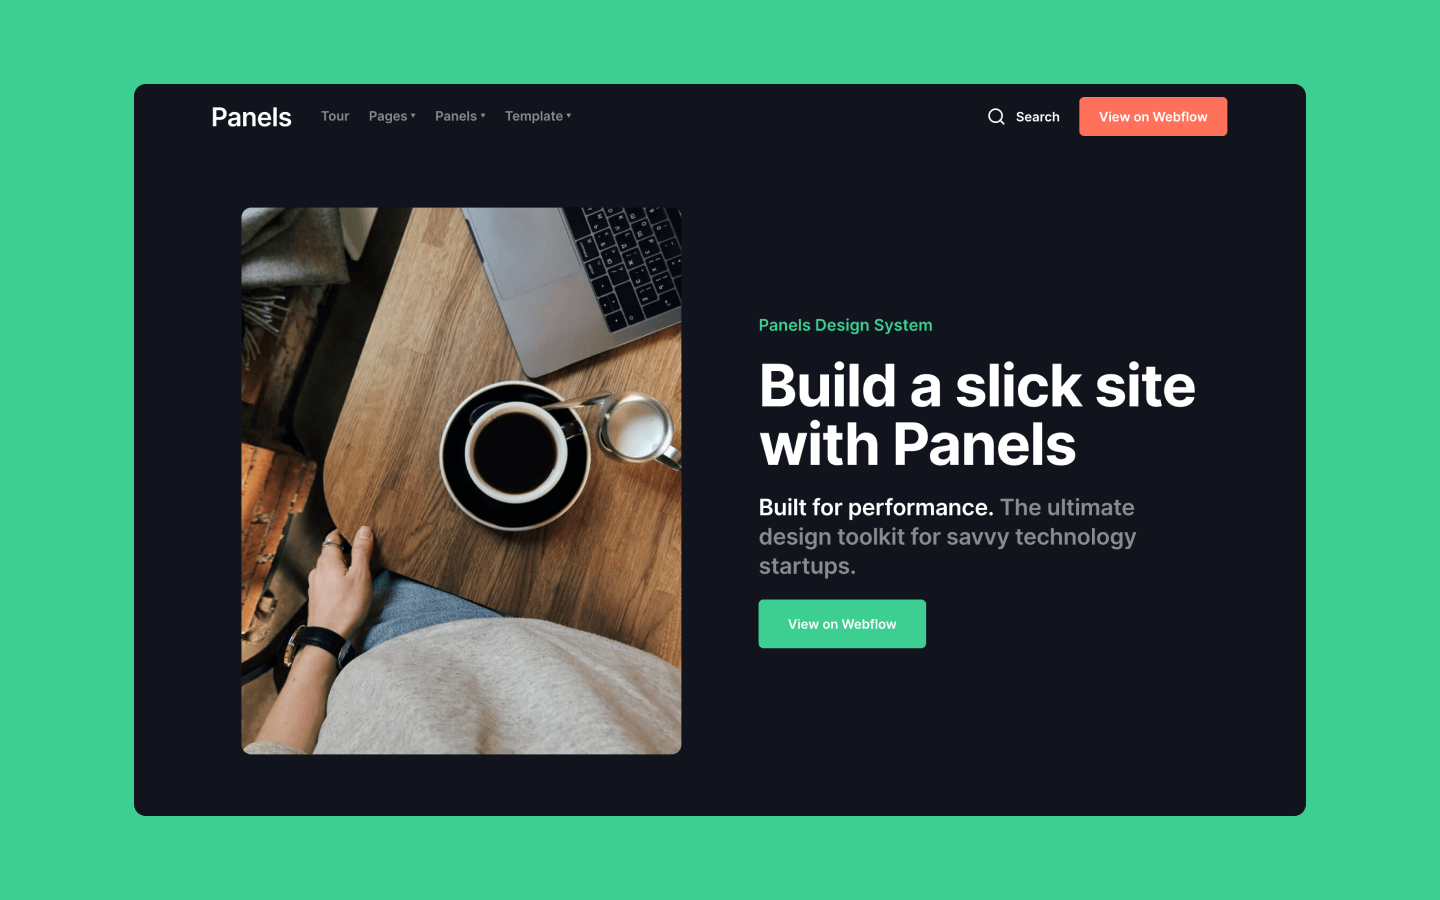 Panels
Tour Pages Panels Template
Search
View on Webflow
Panels Design System
Build a slick site
with Panels
Built for performance. The ultimate
design toolkit for savvy technology
startups.
View on Webflow